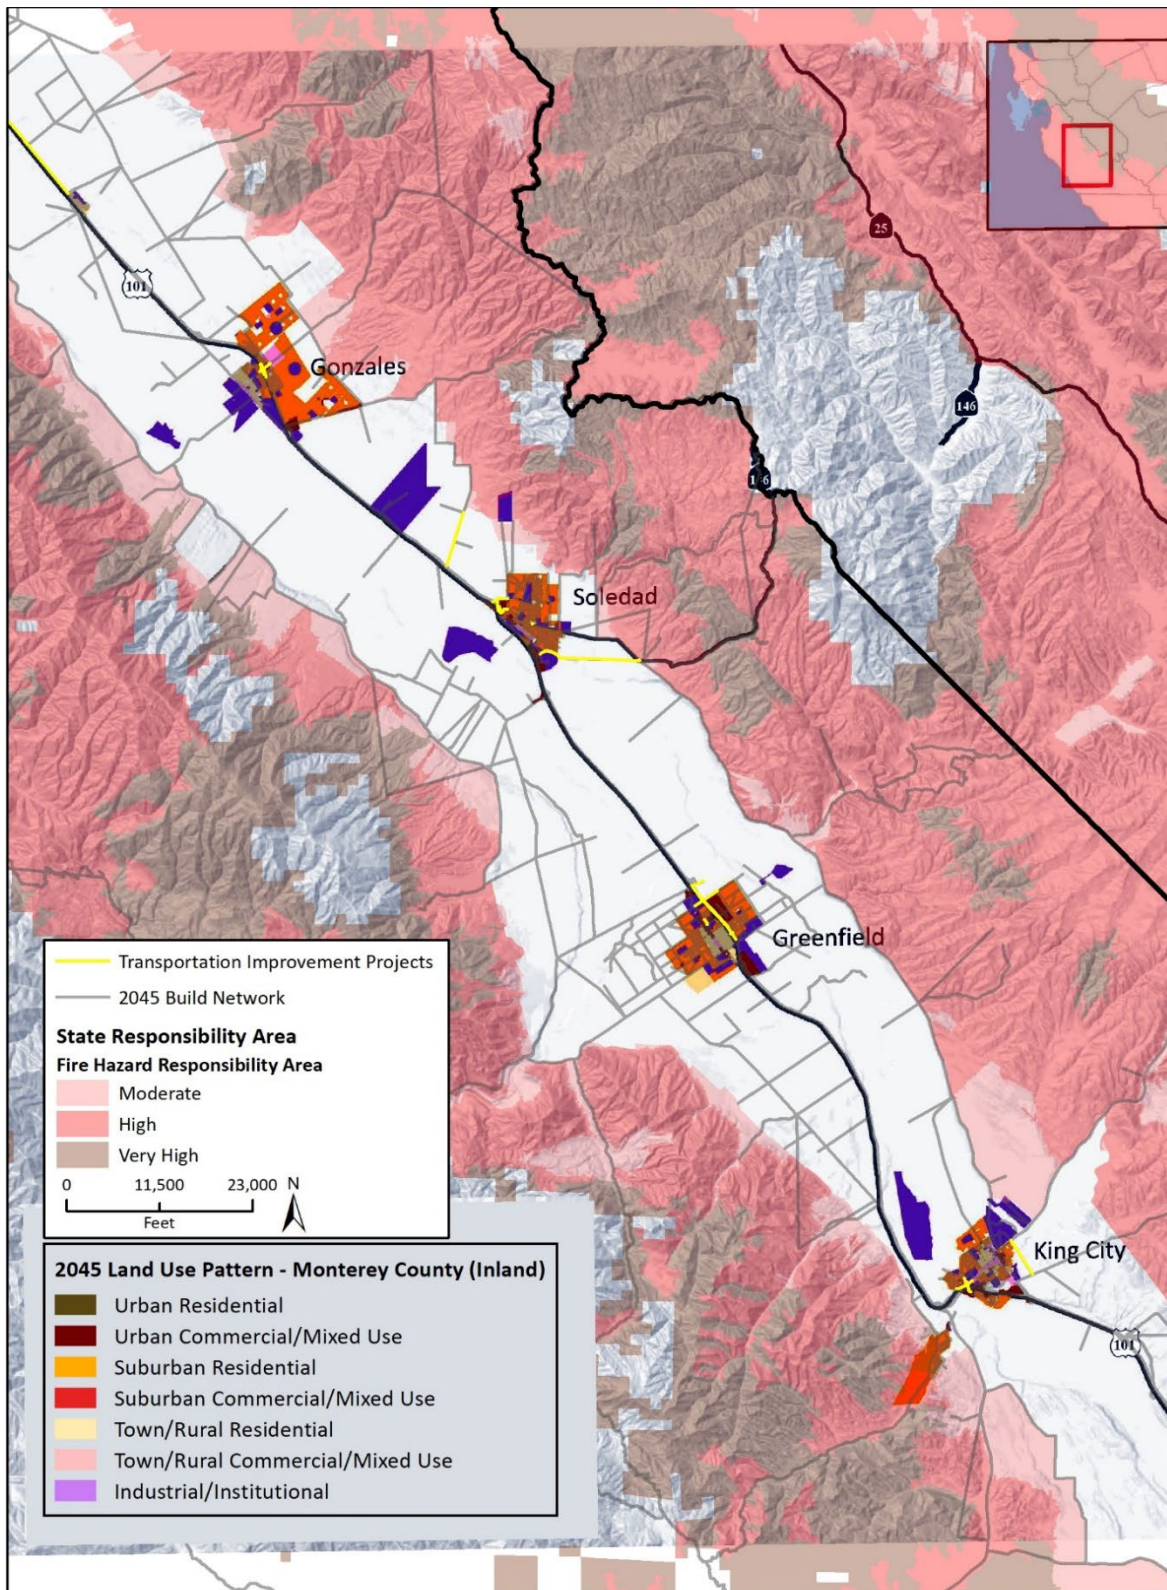 25
101
Gonzales
146
1 6
Soledad
Greenfield
Transportation Improvement Projects
2045 Build Network
State Responsibility Area
Fire Hazard Responsibility Area
Moderate
High
Very High
0 11,500 23,000 N
Feet
King City
101
2045 Land Use Pattern - Monterey County (Inland)
Urban Residential
Urban Commercial/Mixed Use
Suburban Residential
Suburban Commercial/Mixed Use
Town/Rural Residential
Town/Rural Commercial/Mixed Use
Industrial/Institutional